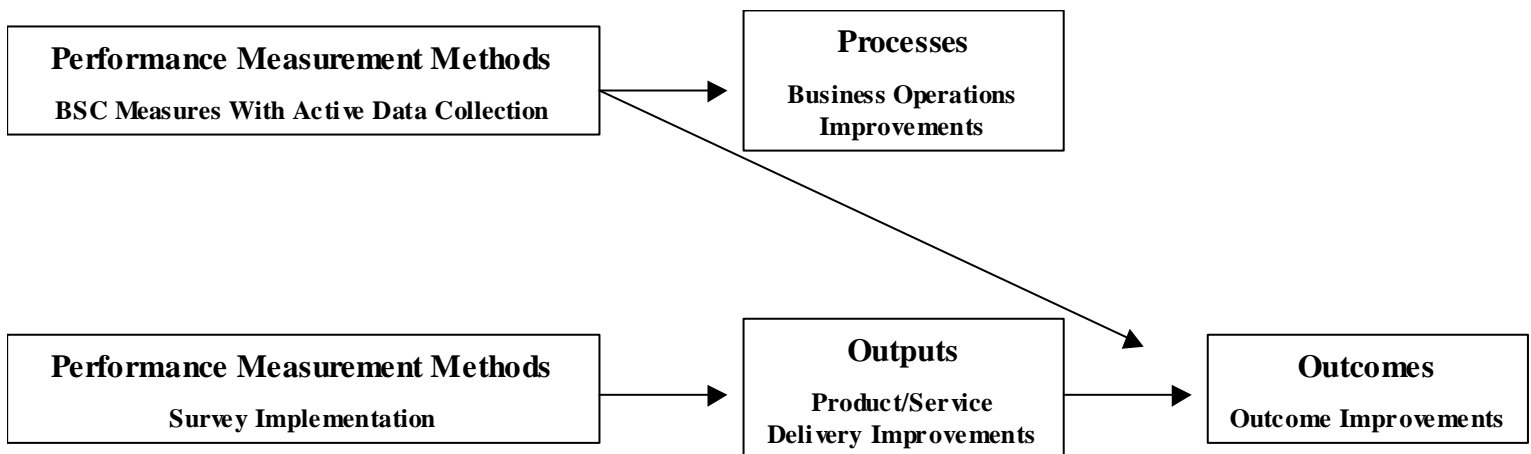 Performance Measurement Methods
BSC Measures With Active Data Collection
Processes
Business Operations
Improvements
Performance Measurement Methods
Survey Implementation
Outputs
Product/Service
Delivery Improvements
Outcomes
Outcome Improvements